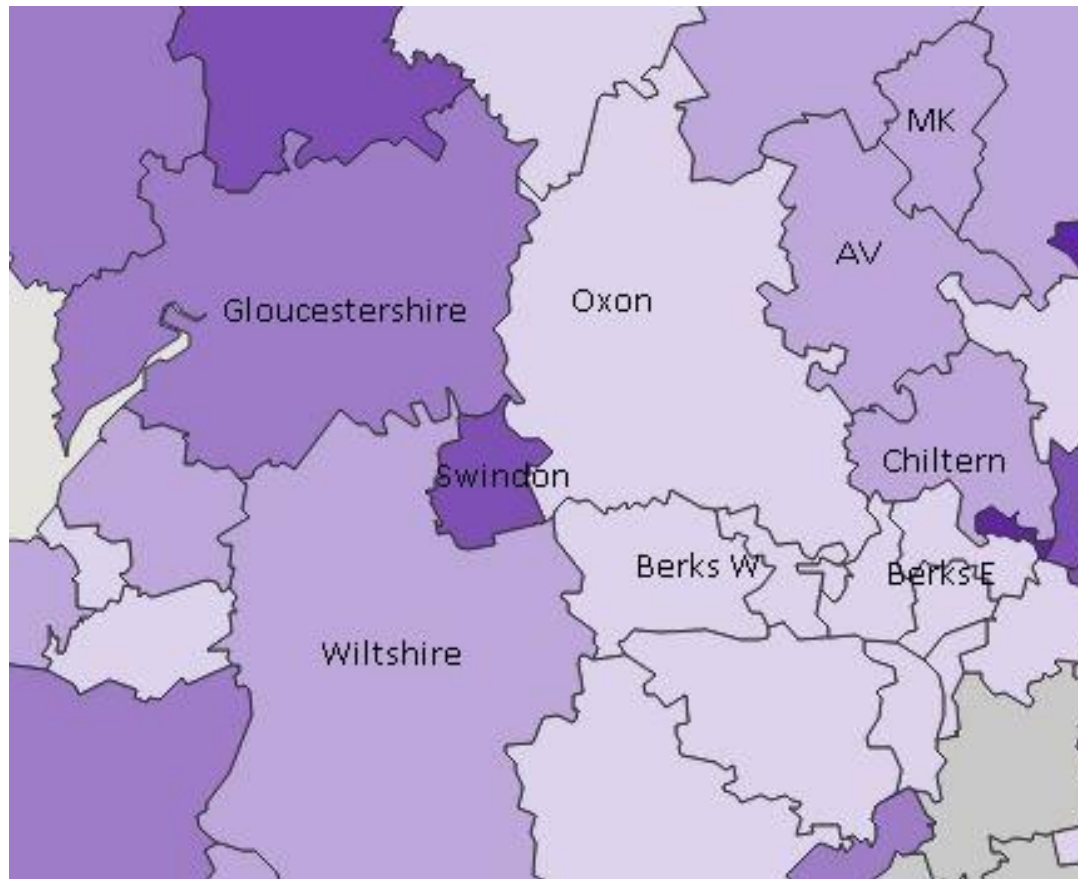 MK
AV
Oxon
Gloucestershire
Chiltern
Swindon
Berks W
Berks E
Wiltshire